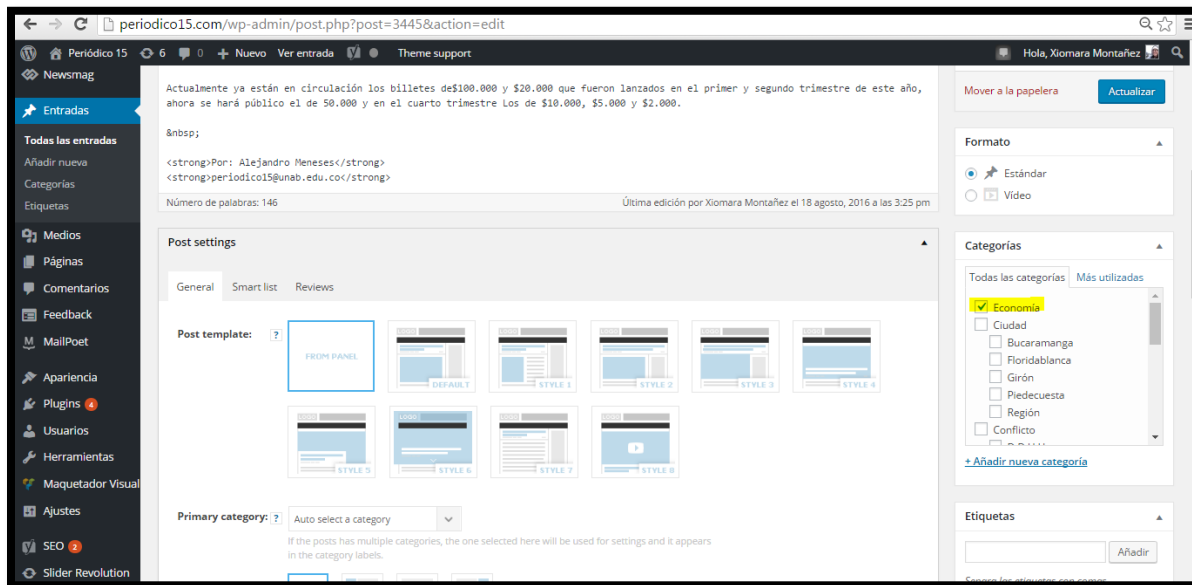 periodico15.com/wp-admin/post.php?post=3445&action=edit
Periódico 15 6 0 + Nuevo Ver entrada Theme support Hola, Xiomara Montañez
Newsmag
Entradas
Todas las entradas
Añadir nueva
Categorías
Etiquetas
Medios
Páginas
Comentarios
Feedback
MailPoet
Apariencia
Plugins 4
Usuarios
Herramientas
Maquetador Visual
Ajustes
SEO 2
Slider Revolution
Actualmente ya están en circulación los billetes de$100.000 y $20.000 que fueron lanzados en el primer y segundo trimestre de este año,
ahora se hará público el de 50.000 y en el cuarto trimestre Los de $10.000, $5.000 y $2.000.
&nbsp;
<strong>Por: Alejandro Meneses</strong>
<strong>periodico15@unab.edu.co</strong>
Número de palabras: 146 Última edición por Xiomara Montañez el 18 agosto, 2016 a las 3:25 pm
Post settings
General Smart list Reviews
Post template: ?
FROM PANEL
LOGO DEFAULT
LOGO STYLE 1
LOGO STYLE 2
LOGO STYLE 3
LOGO STYLE 4
LOGO STYLE 5
LOGO STYLE 6
LOGO STYLE 7
LOGO STYLE 8
Primary category: ? Auto select a category
If the posts has multiple categories, the one selected here will be used for settings and it appears
in the category labels.
Mover a la papelera Actualizar
Formato
Estándar
Vídeo
Categorías
Todas las categorías Más utilizadas
Economía
Ciudad
Bucaramanga
Floridablanca
Girón
Piedecuesta
Región
Conflicto
+ Añadir nueva categoría
Etiquetas
Añadir